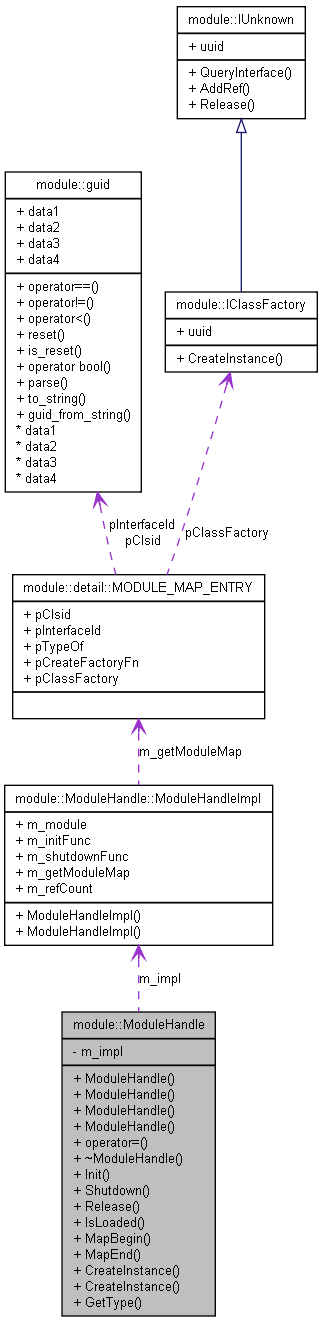 module::IUnknown
+ uuid
+ QueryInterface()
+ AddRef()
+ Release()
module::guid
+ data1
+ data2
+ data3
+ data4
+ operator==()
+ operator!=()
+ operator<()
+ reset()
+ is_reset()
+ operator bool()
+ parse()
+ to_string()
+ guid_from_string()
* data1
* data2
* data3
* data4
module::IClassFactory
+ uuid
+ CreateInstance()
pInterfaceId
pClsid
pClassFactory
module::detail::MODULE_MAP_ENTRY
+ pClsid
+ pInterfaceId
+ pTypeOf
+ pCreateFactoryFn
+ pClassFactory
m_getModuleMap
module::ModuleHandle::ModuleHandleImpl
+ m_module
+ m_initFunc
+ m_shutdownFunc
+ m_getModuleMap
+ m_refCount
+ ModuleHandleImpl()
+ ModuleHandleImpl()
m_impl
module::ModuleHandle
- m_impl
+ ModuleHandle()
+ ModuleHandle()
+ ModuleHandle()
+ ModuleHandle()
+ operator=()
+ ~ModuleHandle()
+ Init()
+ Shutdown()
+ Release()
+ IsLoaded()
+ MapBegin()
+ MapEnd()
+ CreateInstance()
+ CreateInstance()
+ GetType()